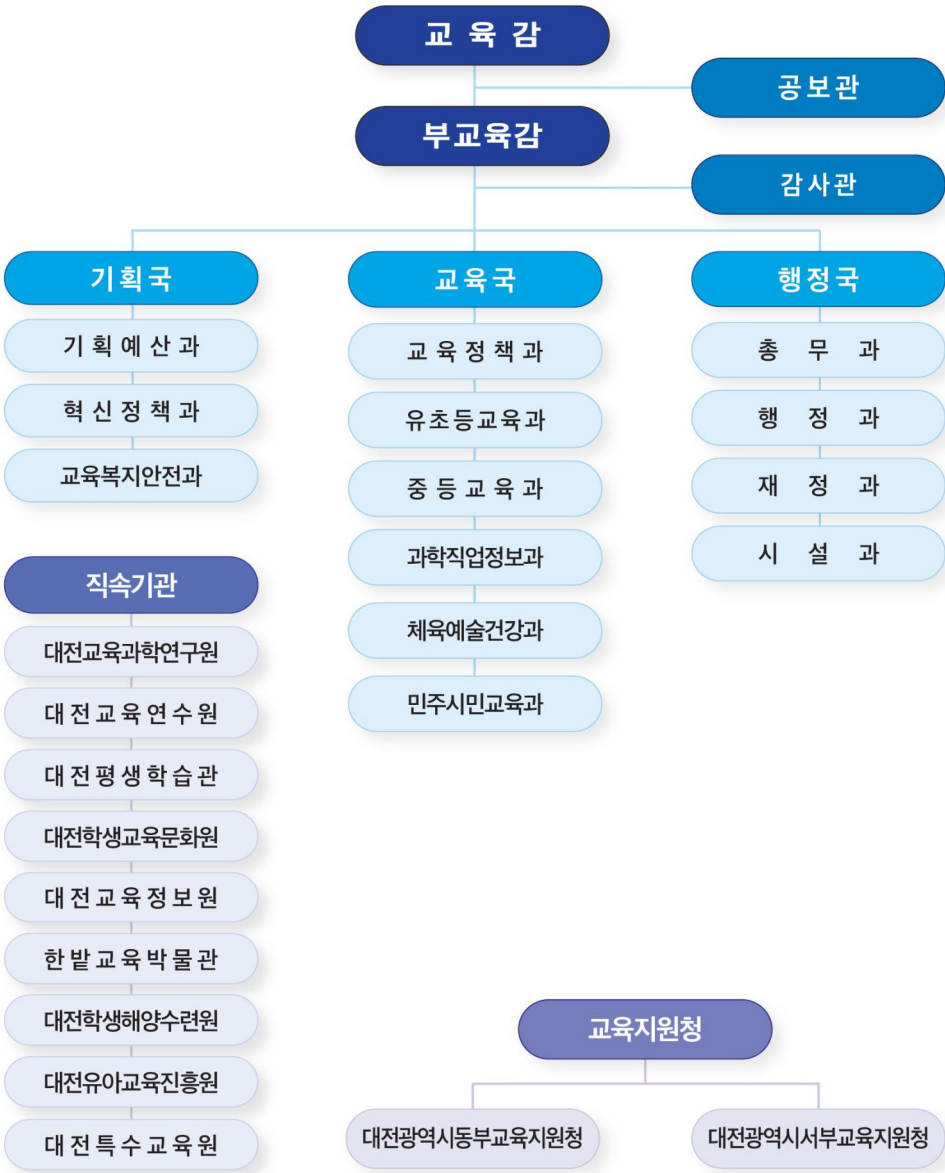 교육감
공보관
부교육감
감사관
기획국
기획예산과
혁신정책과
교육복지안전과
교육국
교육정책과
유초등교육과
중등교육과
과학직업정보과
체육예술건강과
민주시민교육과
행정국
총무과
행정과
재정과
시설과
직속기관
대전교육과학연구원
대전교육연수원
대전평생학습관
대전학생교육문화원
대전교육정보원
한밭교육박물관
대전학생해양수련원
대전유아교육진흥원
대전특수교육원
교육지원청
대전광역시동부교육지원청
대전광역시서부교육지원청